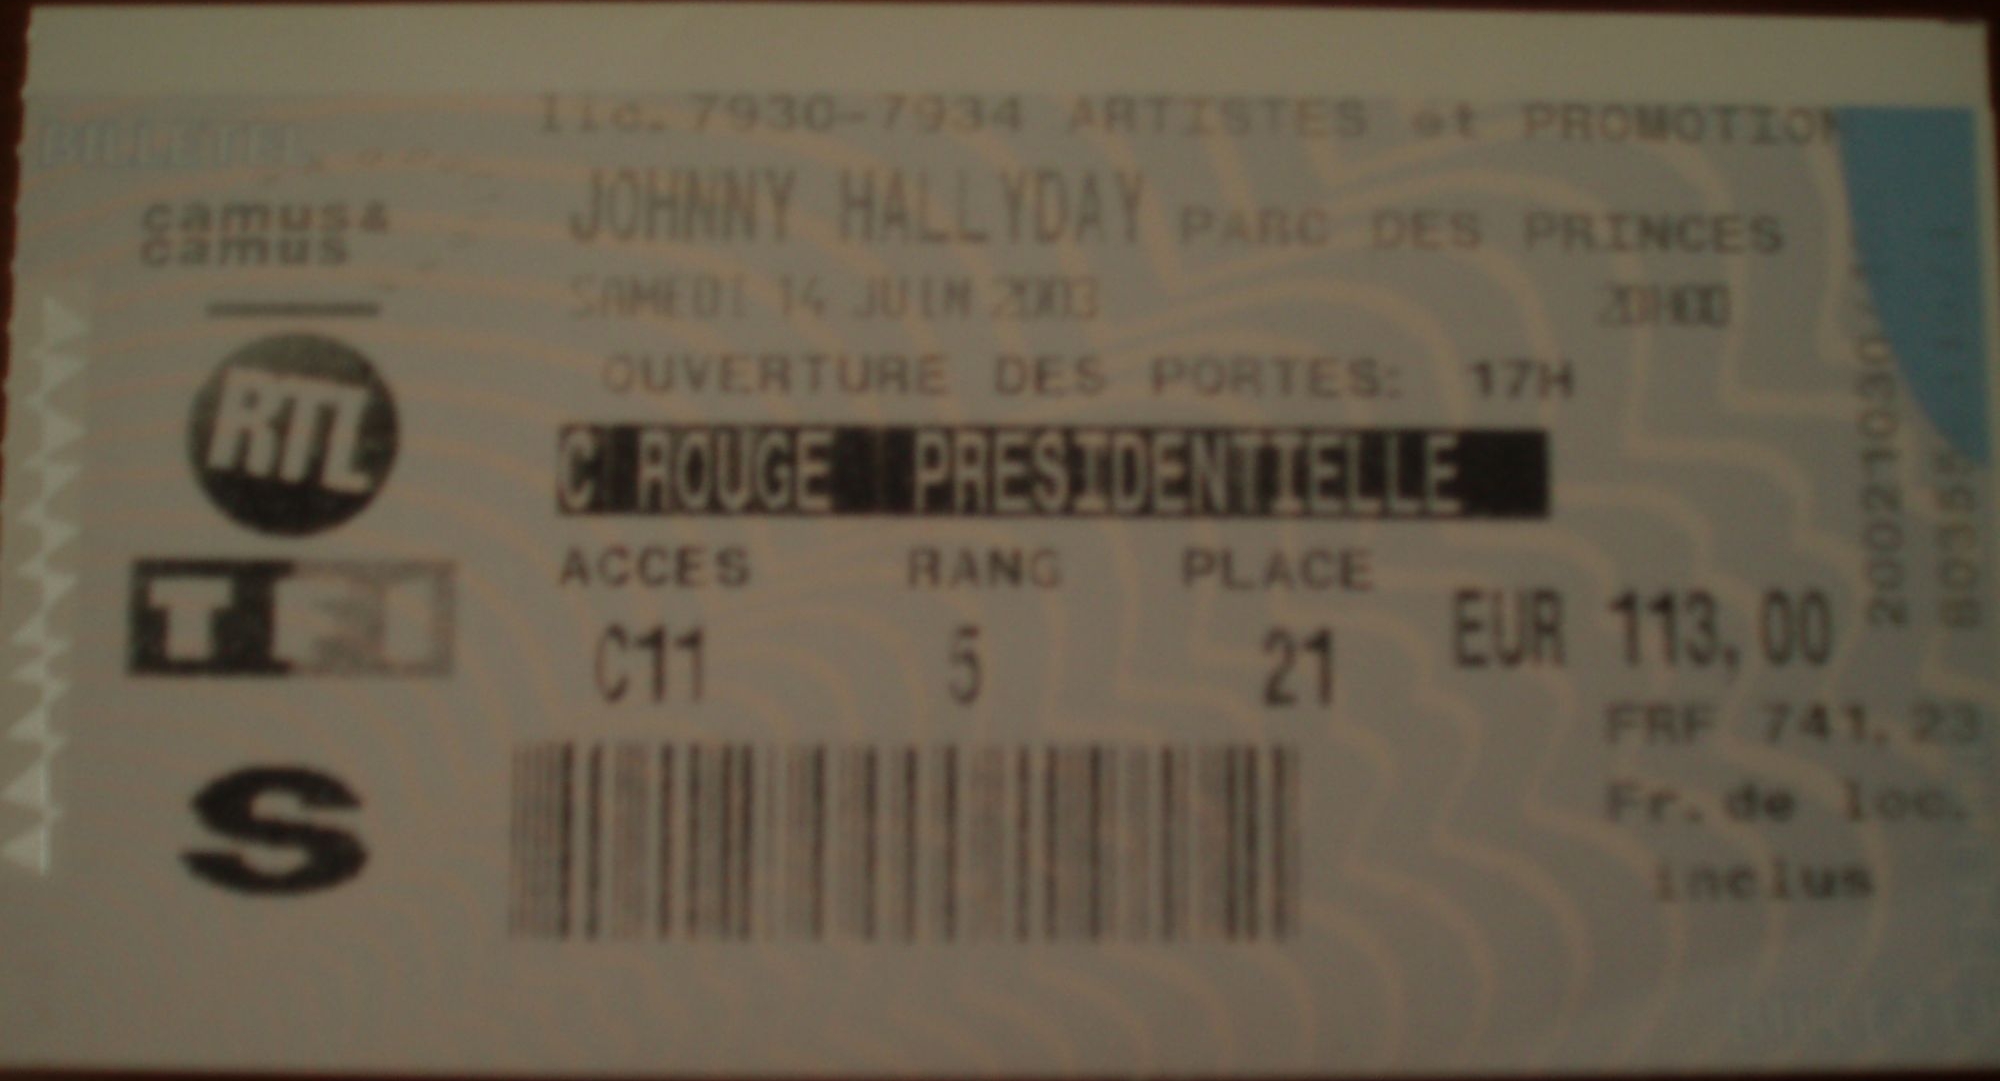 lic. 7930-7934 ARTISTES et PROMOTION
BILLETEL
camus&
camus
JOHNNY HALLYDAY PARC DES PRINCES
SAMEDI 14 JUIN 2003 20H00
OUVERTURE DES PORTES: 17H
RTL
C ROUGE PRESIDENTIELLE
ACCES RANG PLACE
TF1
C11 5 21 EUR 113,00
FRF 741.23
Fr. de loc.
inclus
S